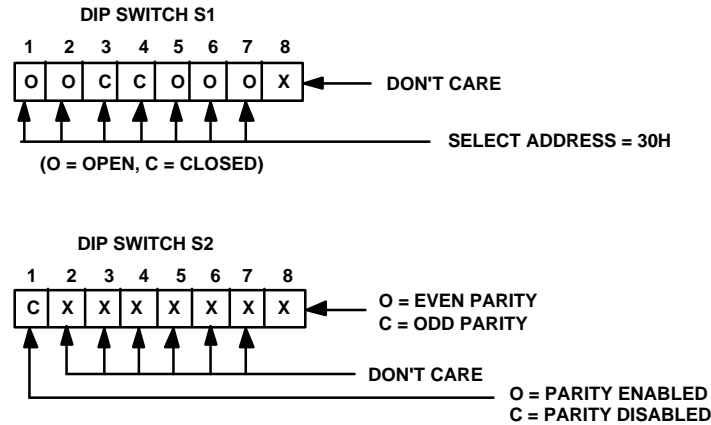 DIP SWITCH S1
1 2 3 4 5 6 7 8
O O C C O O O X
DON'T CARE
SELECT ADDRESS = 30H
(O = OPEN, C = CLOSED)
DIP SWITCH S2
1 2 3 4 5 6 7 8
C X X X X X X X
O = EVEN PARITY
C = ODD PARITY
DON'T CARE
O = PARITY ENABLED
C = PARITY DISABLED